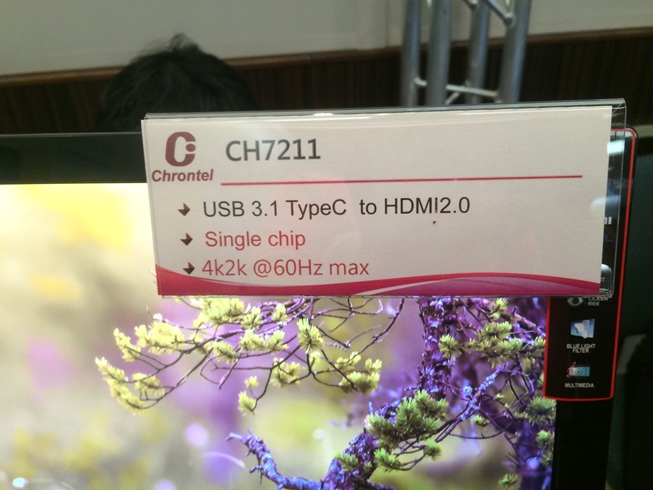 CH7211
Chrontel
USB 3.1 TypeC to HDMI2.0
Single chip
4k2k @60Hz max
BLUE LIGHT
FILTER
MULTIMEDIA